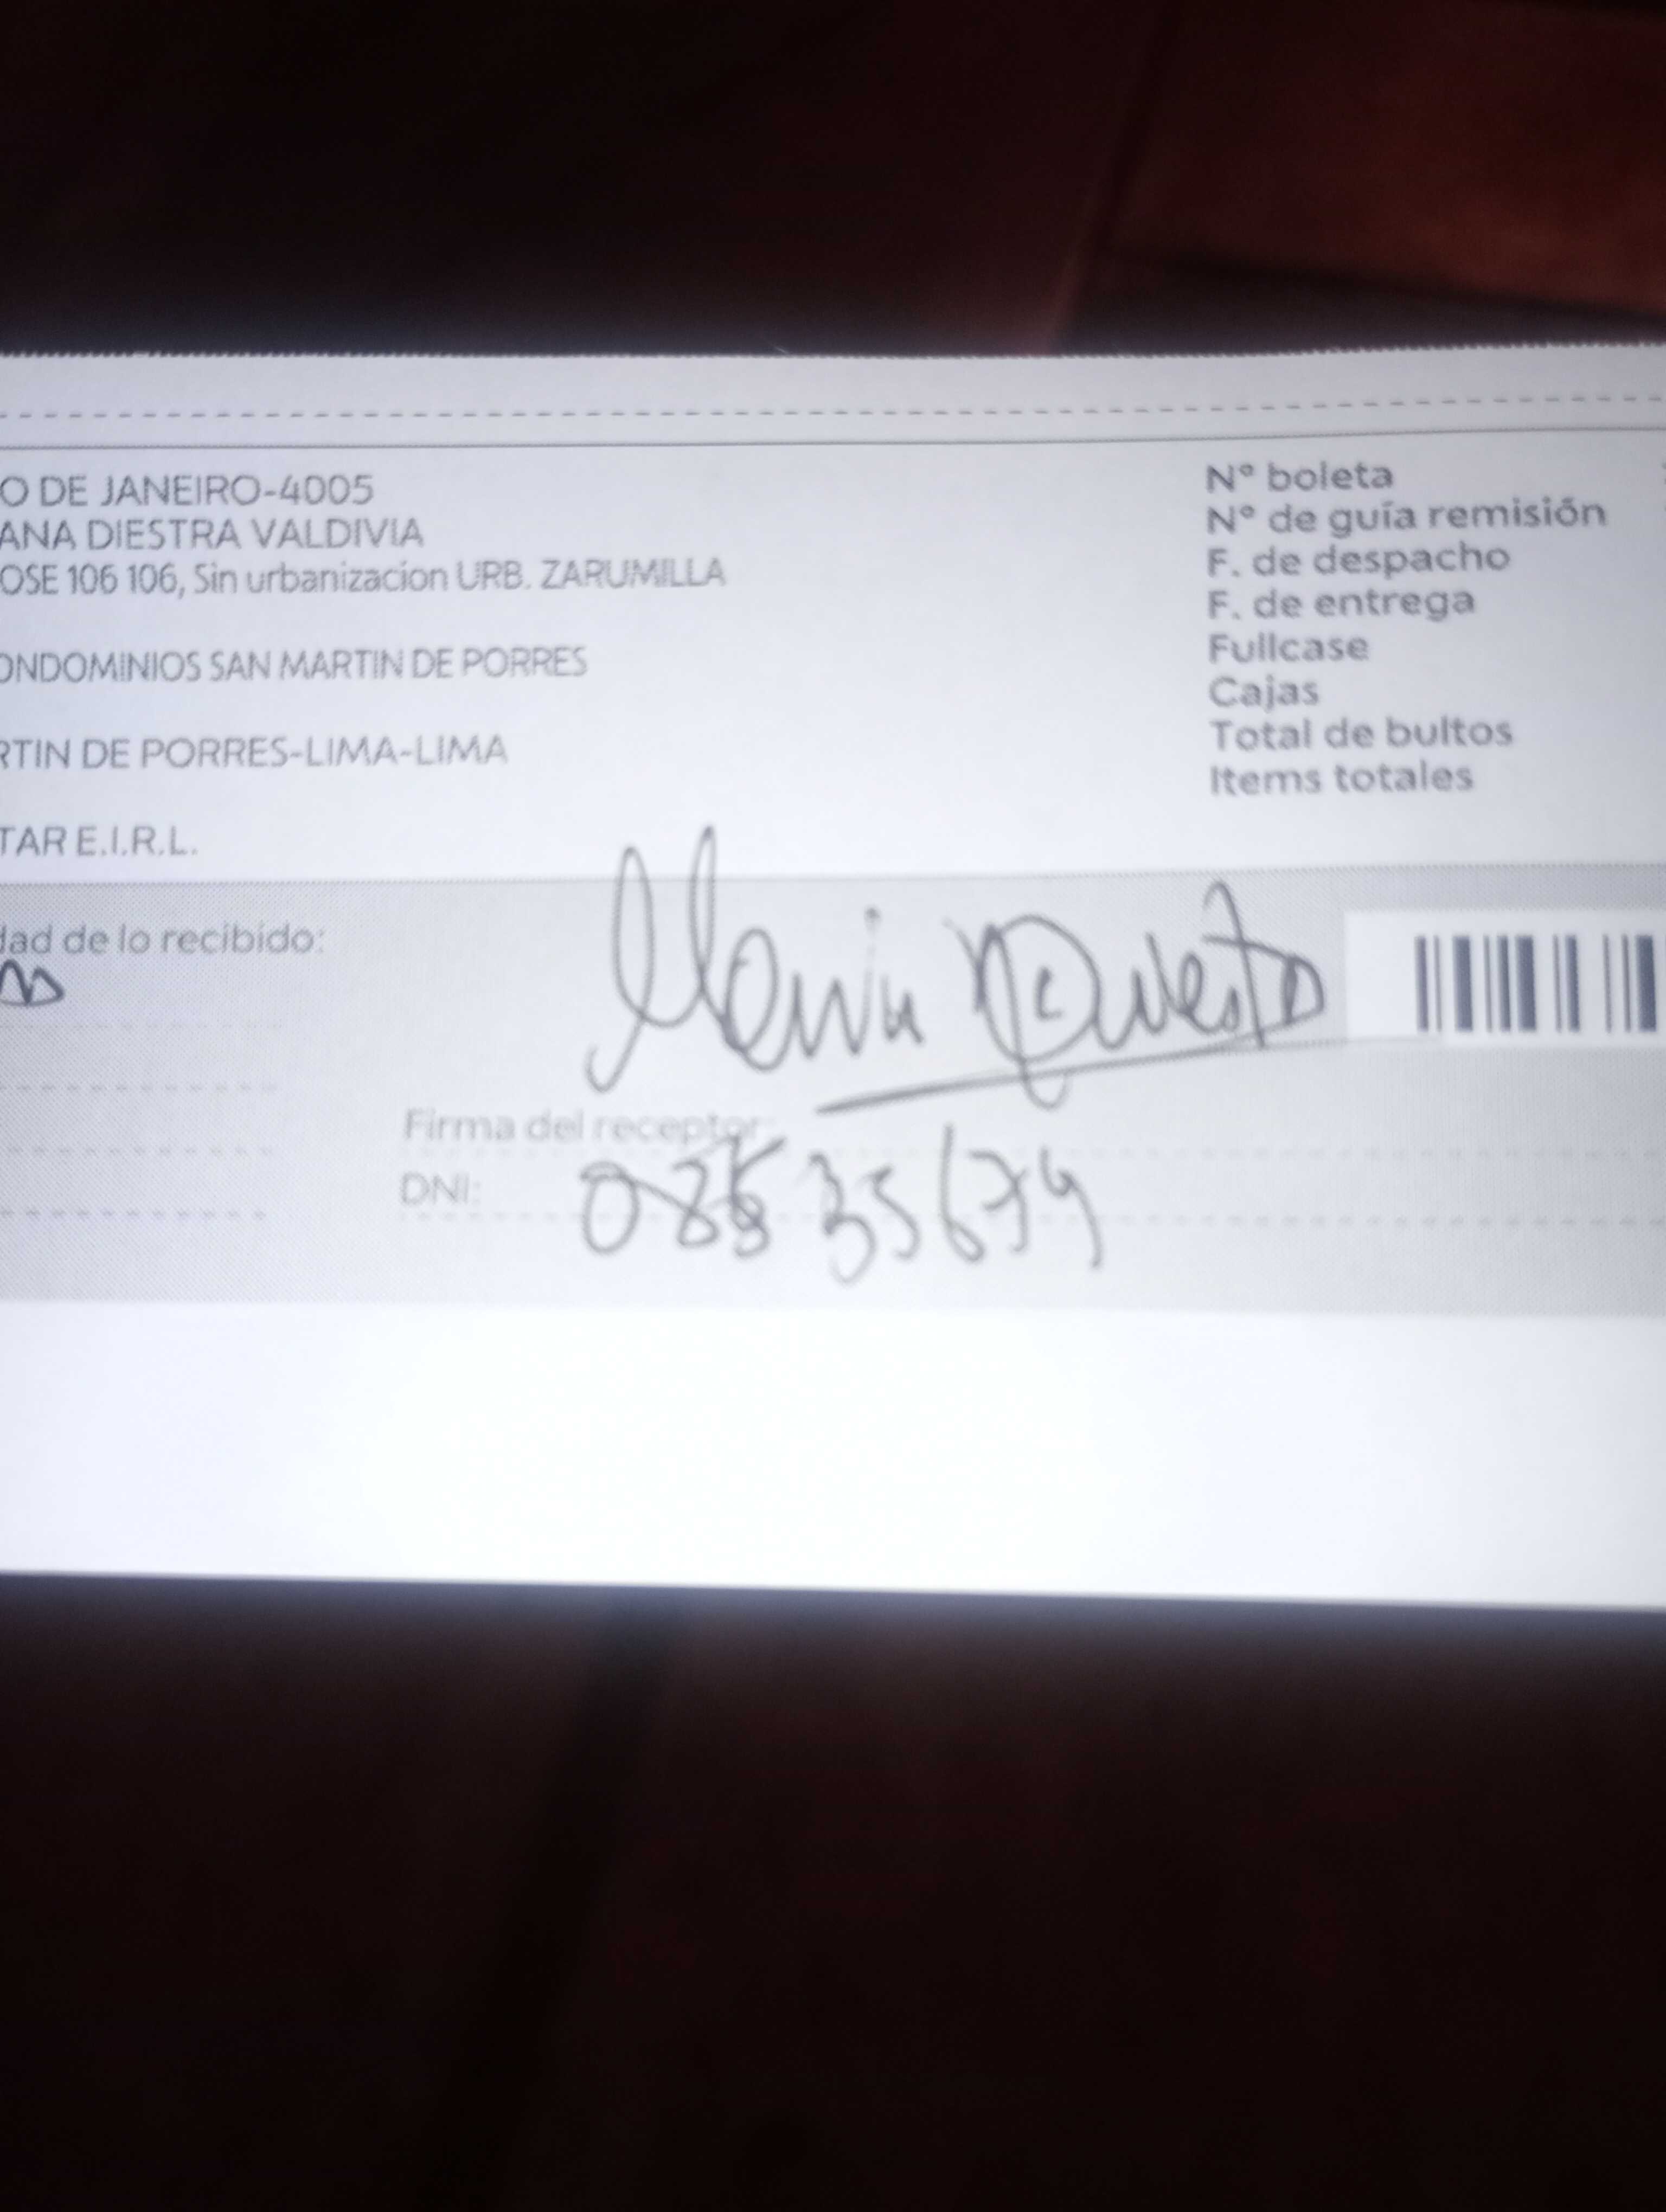 O DE JANEIRO-4005
ANA DIESTRA VALDIVIA
OSE 106 106, Sin urbanizacion URB. ZARUMILLA
ONDOMINIOS SAN MARTIN DE PORRES
RTIN DE PORRES-LIMA-LIMA
TAR E.I.R.L.
N° boleta
N° de guía remisión
F. de despacho
F. de entrega
Fullcase
Cajas
Total de bultos
Items totales
dad de lo recibido:
Firma del receptor:
DNI: